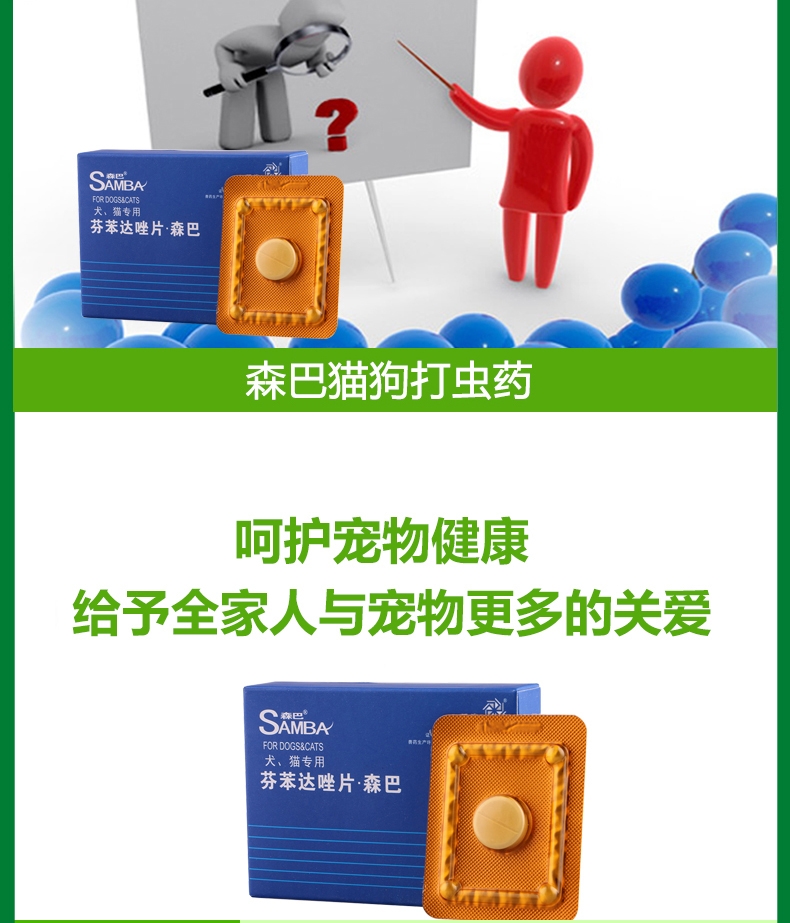 ?
森巴®
SAMBA
FOR DOGS&CATS
犬、猫专用
芬苯达唑片·森巴
森巴猫狗打虫药
呵护宠物健康
给予全家人与宠物更多的关爱
森巴®
SAMBA
FOR DOGS&CATS
犬、猫专用
芬苯达唑片·森巴